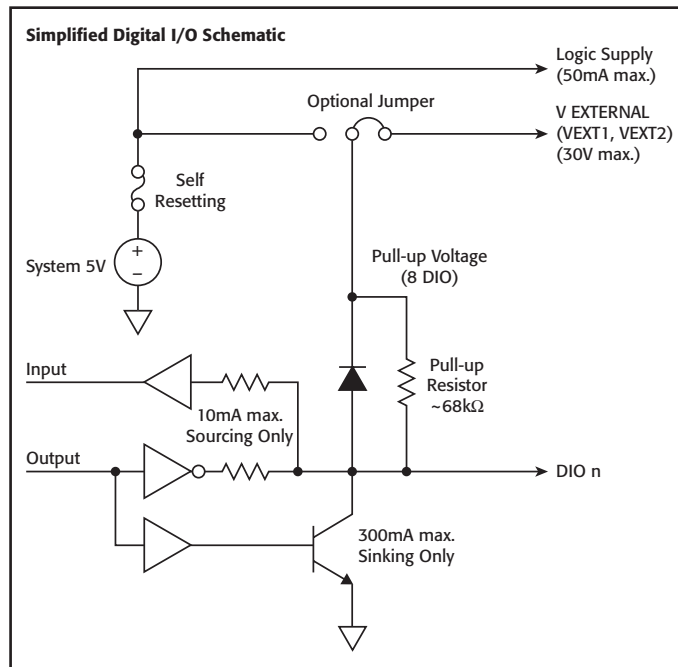 Simplified Digital I/O Schematic
Logic Supply
(50mA max.)
Optional Jumper
V EXTERNAL
(VEXT1, VEXT2)
(30V max.)
Self
Resetting
+
–
System 5V
Pull-up Voltage
(8 DIO)
Input
Pull-up
Resistor
~68kΩ
10mA max.
Sourcing Only
Output
DIO n
300mA max.
Sinking Only